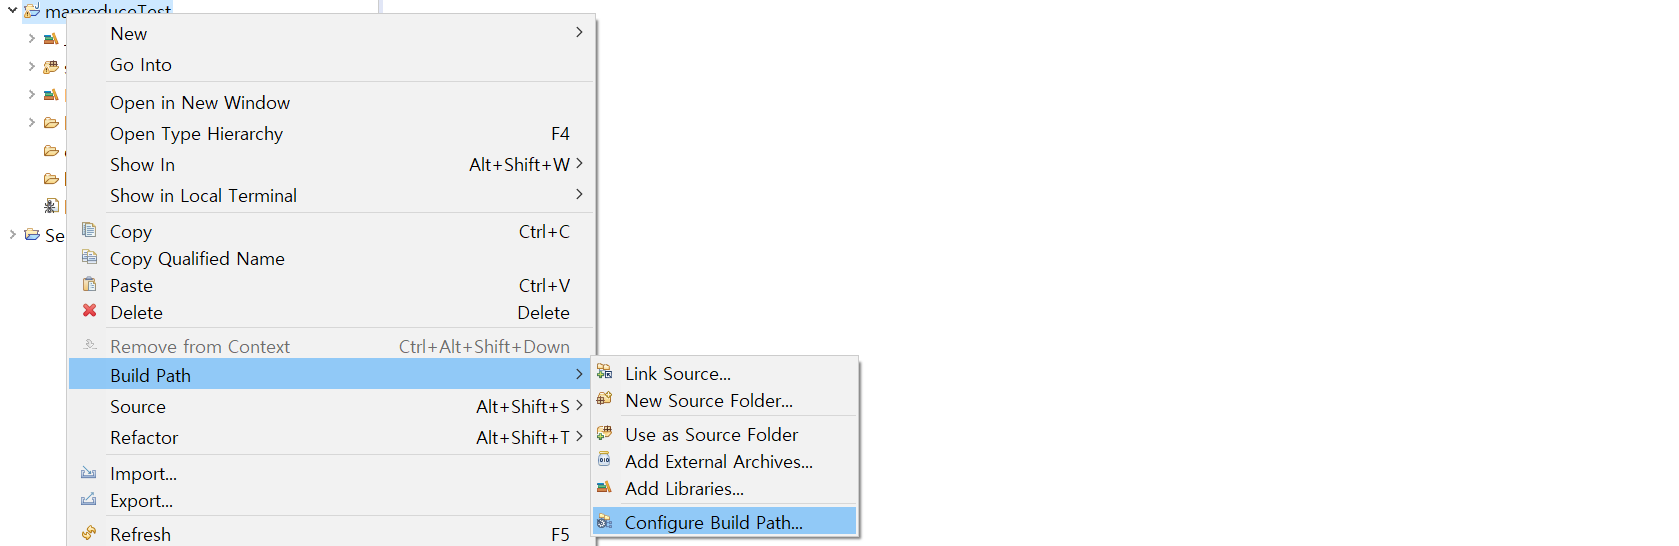 mapreduceTest
New
Go Into
Open in New Window
Open Type Hierarchy F4
Show In Alt+Shift+W
Show in Local Terminal
Copy Ctrl+C
Copy Qualified Name
Paste Ctrl+V
Delete Delete
Remove from Context Ctrl+Alt+Shift+Down
Build Path
Source Alt+Shift+S
Refactor Alt+Shift+T
Import...
Export...
Refresh F5
Se
Link Source...
New Source Folder...
Use as Source Folder
Add External Archives...
Add Libraries...
Configure Build Path...